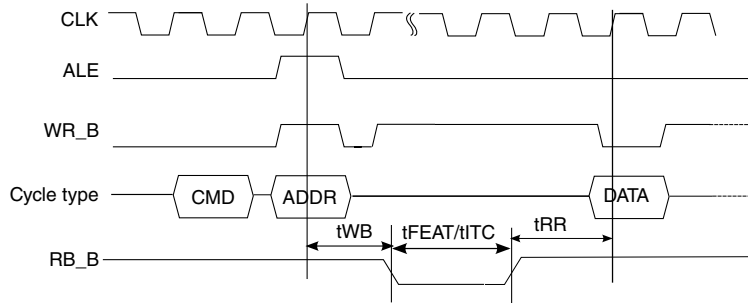 CLK
ALE
WR_B
Cycle type
CMD
ADDR
DATA
tWB
tFEAT/tITC
tRR
RB_B